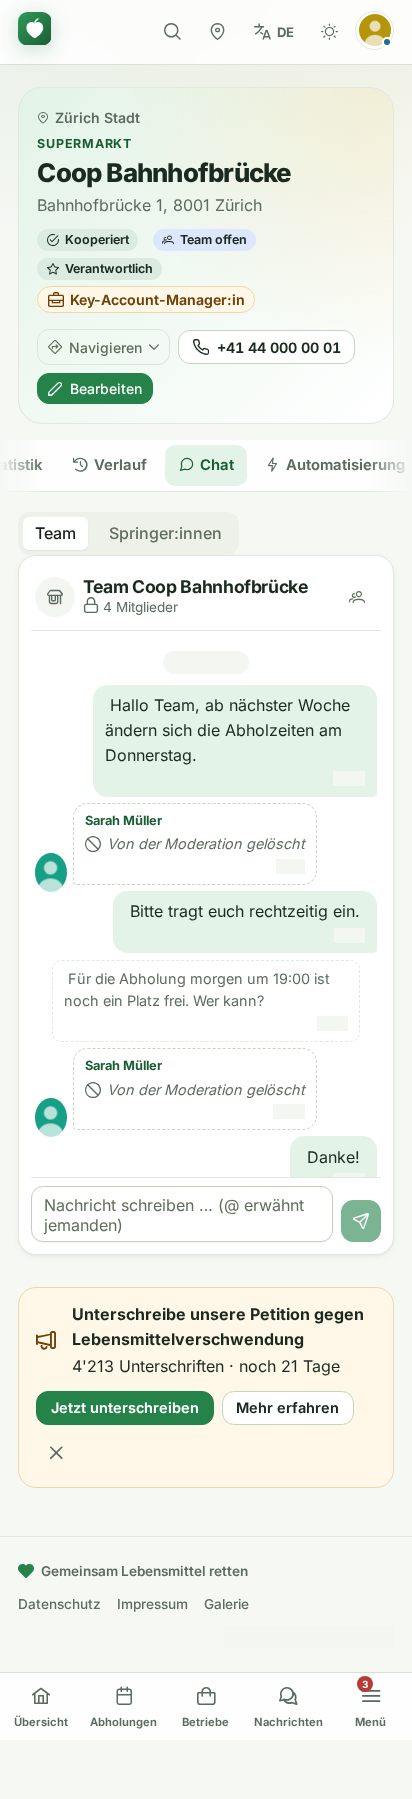 DE
Zürich Stadt
SUPERMARKT
Coop Bahnhofbrücke
Bahnhofbrücke 1, 8001 Zürich
Kooperiert
Team offen
Verantwortlich
Key-Account-Manager:in
Navigieren
+41 44 000 00 01
Bearbeiten
atistik Verlauf Chat Automatisierung
Team Springer:innen
Team Coop Bahnhofbrücke
4 Mitglieder
Hallo Team, ab nächster Woche
ändern sich die Abholzeiten am
Donnerstag.
Sarah Müller
Von der Moderation gelöscht
Bitte tragt euch rechtzeitig ein.
Für die Abholung morgen um 19:00 ist
noch ein Platz frei. Wer kann?
Sarah Müller
Von der Moderation gelöscht
Danke!
Nachricht schreiben … (@ erwähnt
jemanden)
Unterschreibe unsere Petition gegen
Lebensmittelverschwendung
4'213 Unterschriften · noch 21 Tage
Jetzt unterschreiben
Mehr erfahren
Gemeinsam Lebensmittel retten
Datenschutz Impressum Galerie
3
Übersicht Abholungen Betriebe Nachrichten Menü